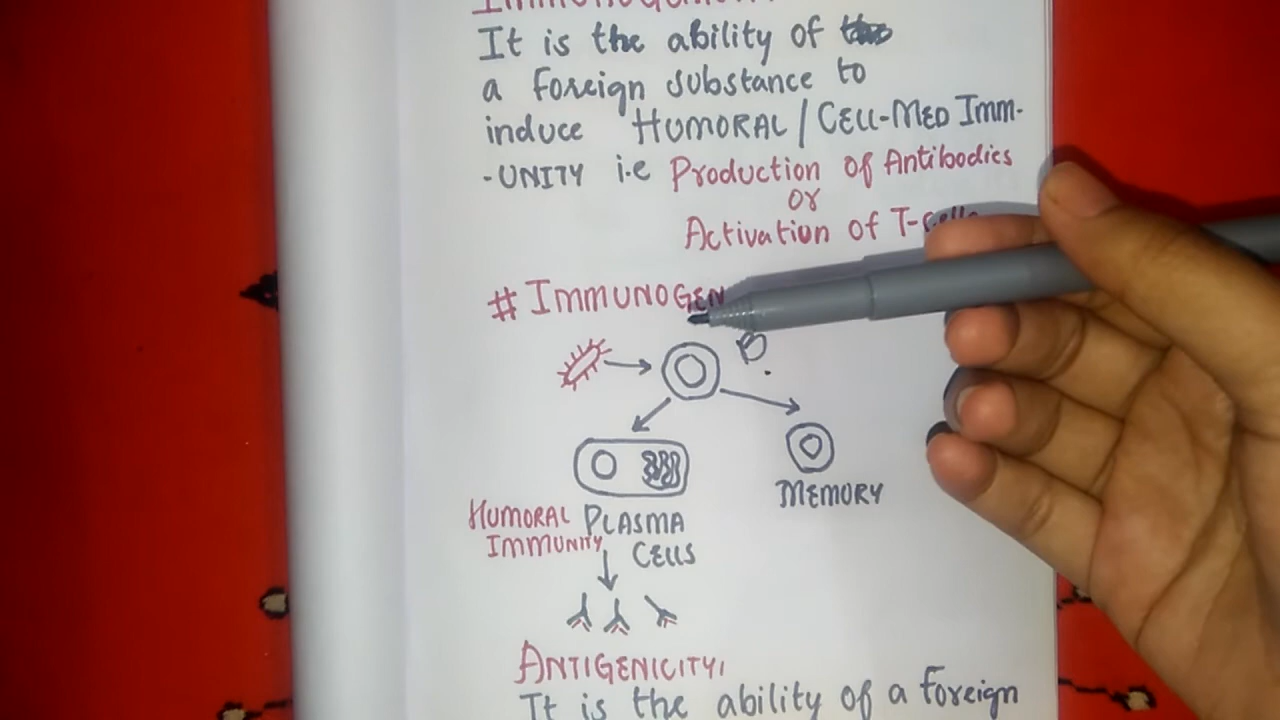 It is the ability of
a foreign substance to
induce HUMORAL / CELL-MED IMM-
-UNITY i.e Production of Antibodies
or
Activation of T-cells
# IMMUNOGEN
B.
MEMORY
HUMORAL PLASMA
IMMUNITY CELLS
ANTIGENICITY,
It is the ability of a foreign